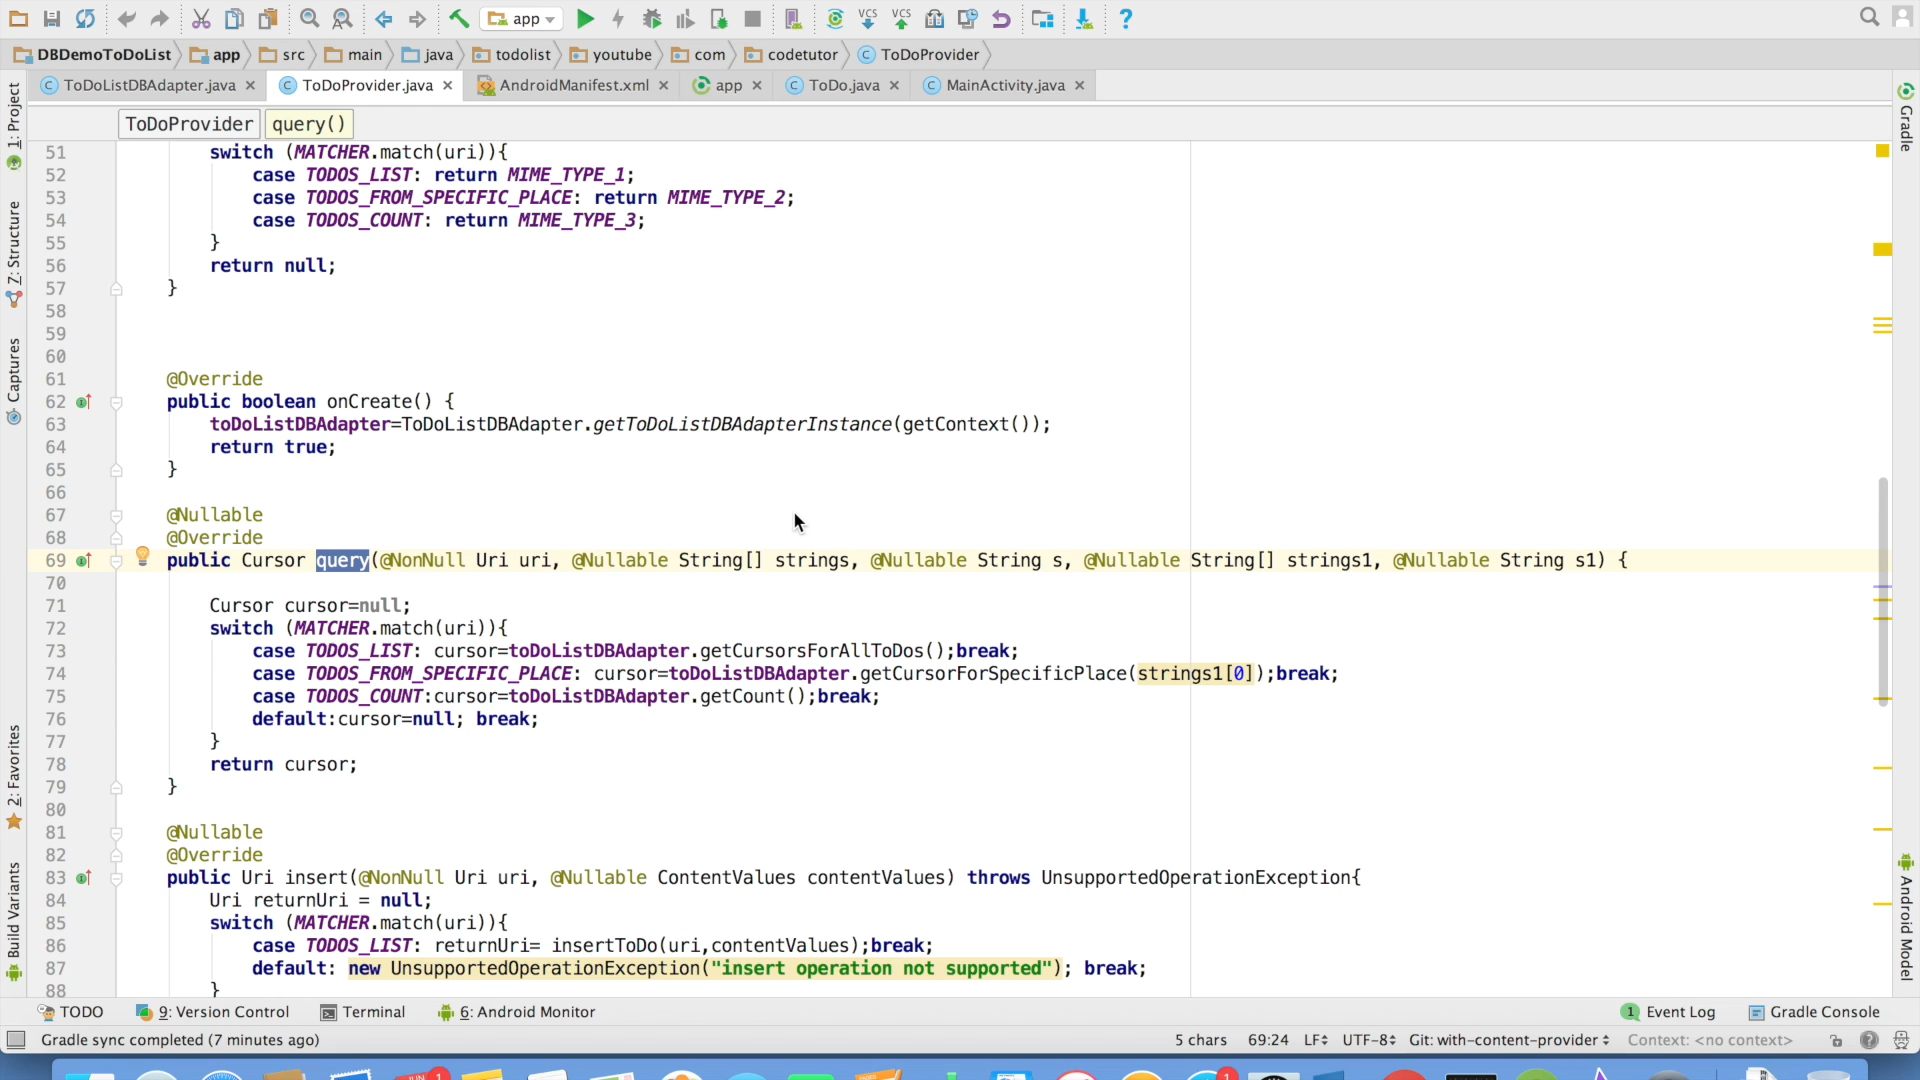 app
DBDemoToDoList app src main java todolist youtube com codetutor ToDoProvider
ToDoListDBAdapter.java ToDoProvider.java AndroidManifest.xml app ToDo.java MainActivity.java
ToDoProvider query()
51 switch (MATCHER.match(uri)){
52 case TODOS_LIST: return MIME_TYPE_1;
53 case TODOS_FROM_SPECIFIC_PLACE: return MIME_TYPE_2;
54 case TODOS_COUNT: return MIME_TYPE_3;
55 }
56 return null;
57 }
58
59
60
61 @Override
62 public boolean onCreate() {
63 toDoListDBAdapter=ToDoListDBAdapter.getToDoListDBAdapterInstance(getContext());
64 return true;
65 }
66
67 @Nullable
68 @Override
69 public Cursor query(@NonNull Uri uri, @Nullable String[] strings, @Nullable String s, @Nullable String[] strings1, @Nullable String s1) {
70
71 Cursor cursor=null;
72 switch (MATCHER.match(uri)){
73 case TODOS_LIST: cursor=toDoListDBAdapter.getCursorsForAllToDos();break;
74 case TODOS_FROM_SPECIFIC_PLACE: cursor=toDoListDBAdapter.getCursorForSpecificPlace(strings1[0]);break;
75 case TODOS_COUNT:cursor=toDoListDBAdapter.getCount();break;
76 default:cursor=null; break;
77 }
78 return cursor;
79 }
80
81 @Nullable
82 @Override
83 public Uri insert(@NonNull Uri uri, @Nullable ContentValues contentValues) throws UnsupportedOperationException{
84 Uri returnUri = null;
85 switch (MATCHER.match(uri)){
86 case TODOS_LIST: returnUri= insertToDo(uri,contentValues);break;
87 default: new UnsupportedOperationException("insert operation not supported"); break;
88 }
1: Project
Z: Structure
Captures
2: Favorites
Build Variants
Gradle
Android Model
TODO 9: Version Control Terminal 6: Android Monitor 1 Event Log Gradle Console
Gradle sync completed (7 minutes ago) 5 chars 69:24 LF UTF-8 Git: with-content-provider Context: <no context>